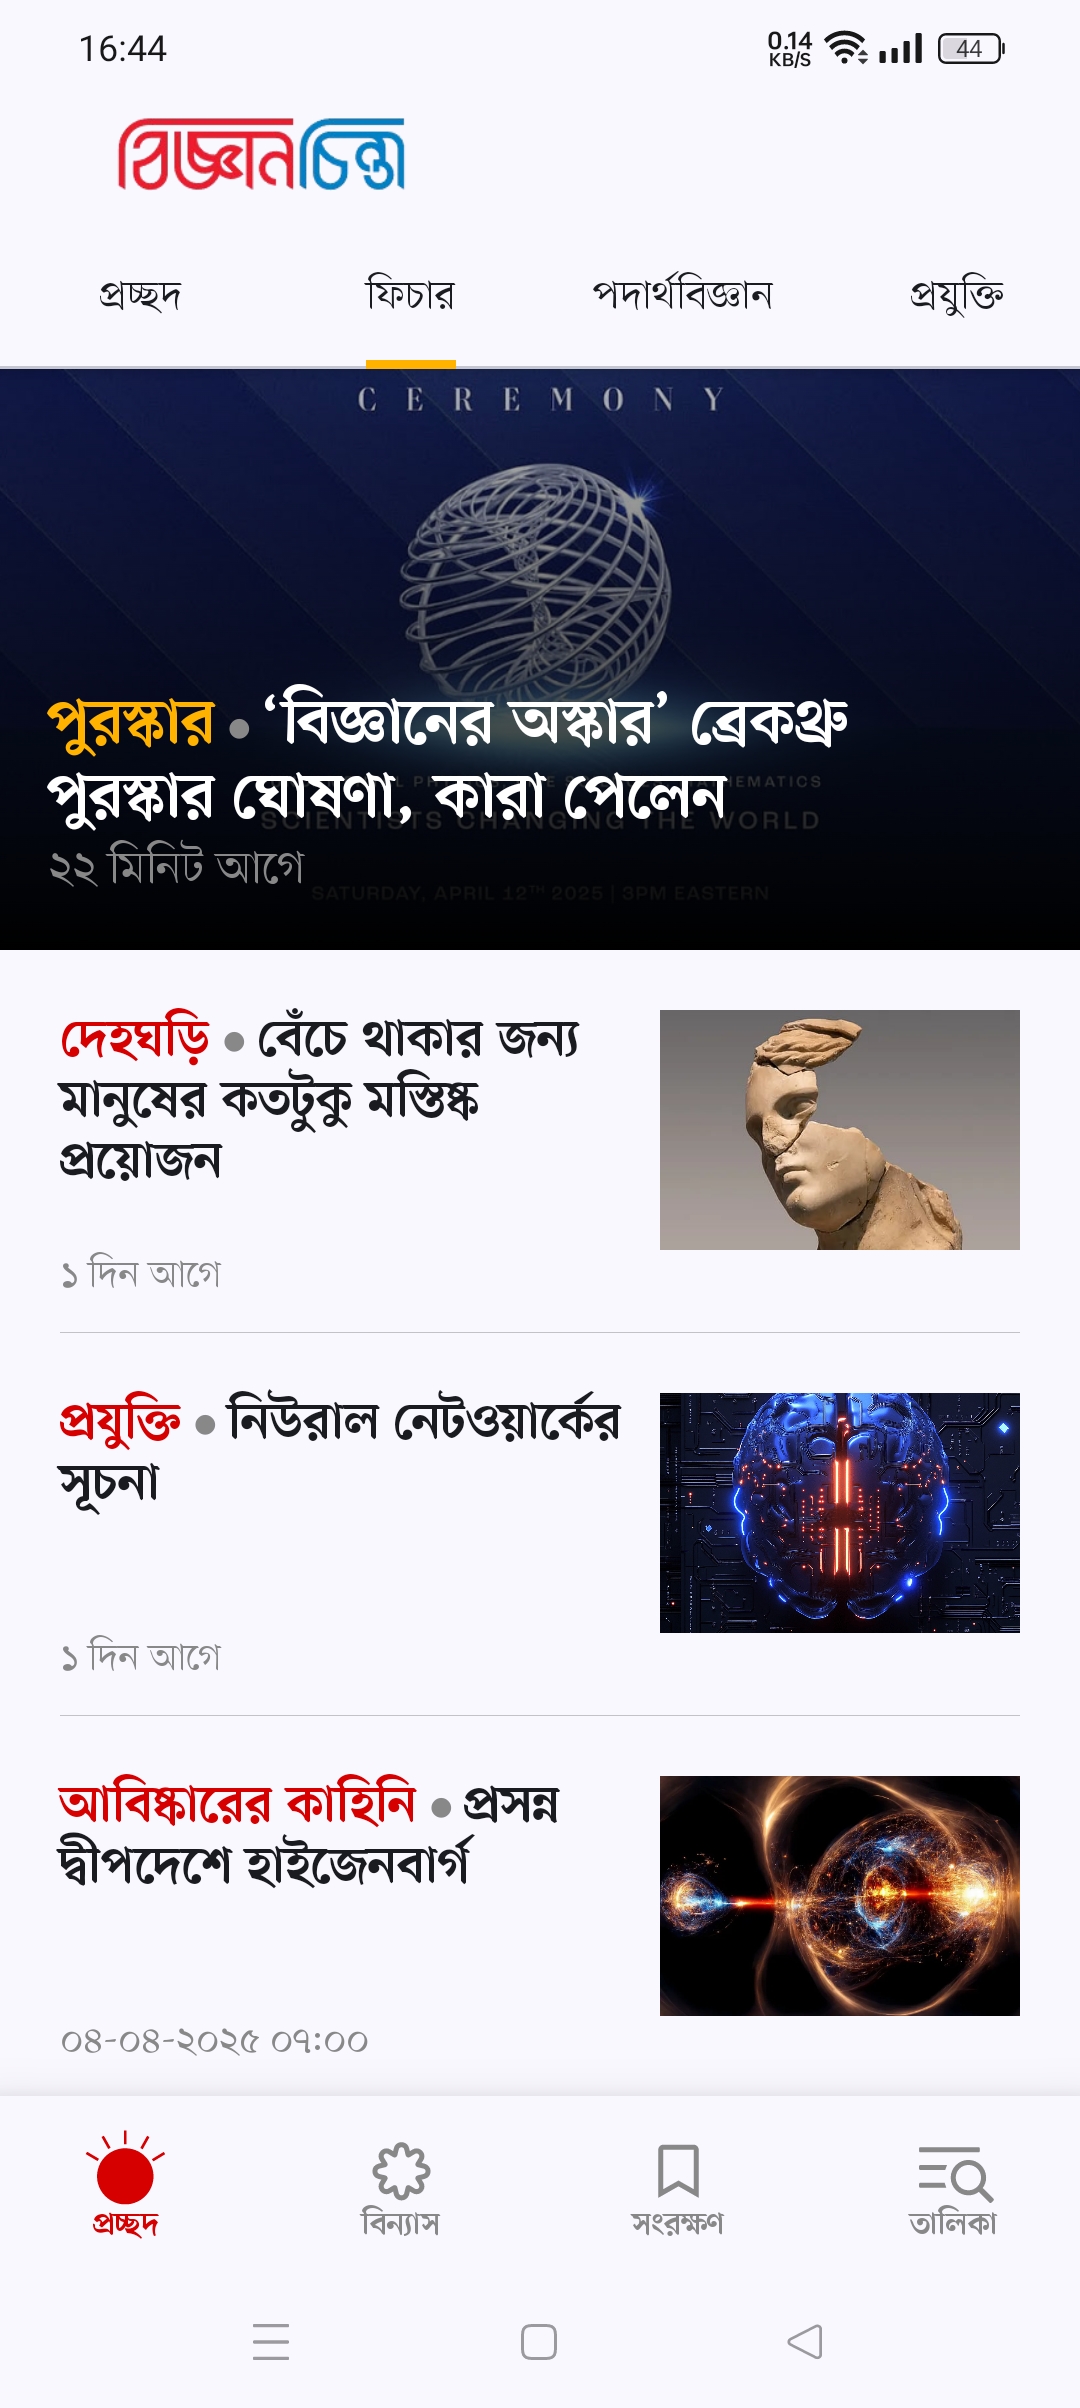 16:44
0.14
KB/S
44
বিজ্ঞানচিন্তা
প্রচ্ছদ ফিচার পদার্থবিজ্ঞান প্রযুক্তি
CEREMONY
পুরস্কার • ‘বিজ্ঞানের অস্কার’ ব্রেকথ্রু
পুরস্কার ঘোষণা, কারা পেলেন
SCIENTISTS CHANGING THE WORLD
২২ মিনিট আগে
SATURDAY, APRIL 12TH 2025 | 3PM EASTERN
দেহঘড়ি • বেঁচে থাকার জন্য
মানুষের কতটুকু মস্তিষ্ক
প্রয়োজন
১ দিন আগে
প্রযুক্তি • নিউরাল নেটওয়ার্কের
সূচনা
১ দিন আগে
আবিষ্কারের কাহিনি • প্রসন্ন
দ্বীপদেশে হাইজেনবার্গ
০৪-০৪-২০২৫ ০৭:০০
প্রচ্ছদ বিন্যাস সংরক্ষণ তালিকা